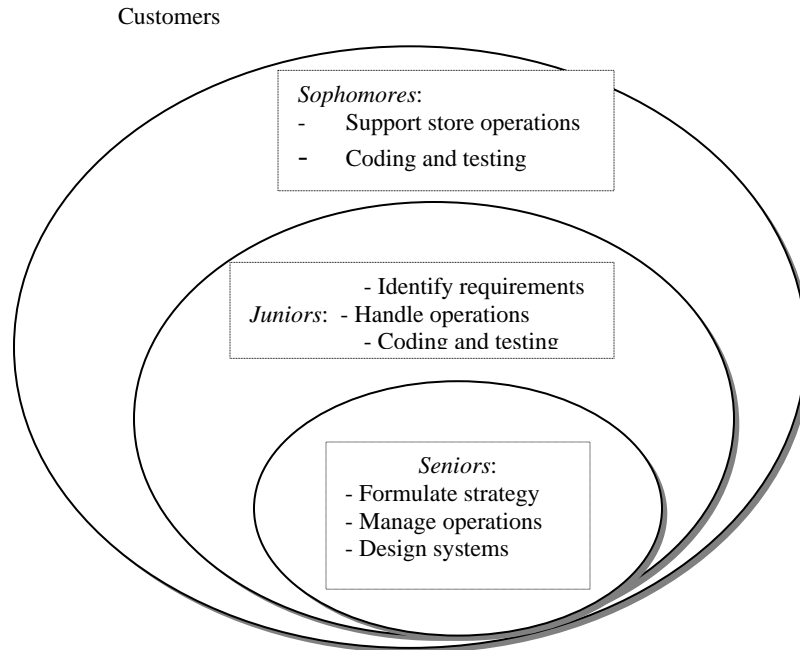 Customers
Sophomores:
- Support store operations
- Coding and testing
- Identify requirements
Juniors: - Handle operations
- Coding and testing
Seniors:
- Formulate strategy
- Manage operations
- Design systems